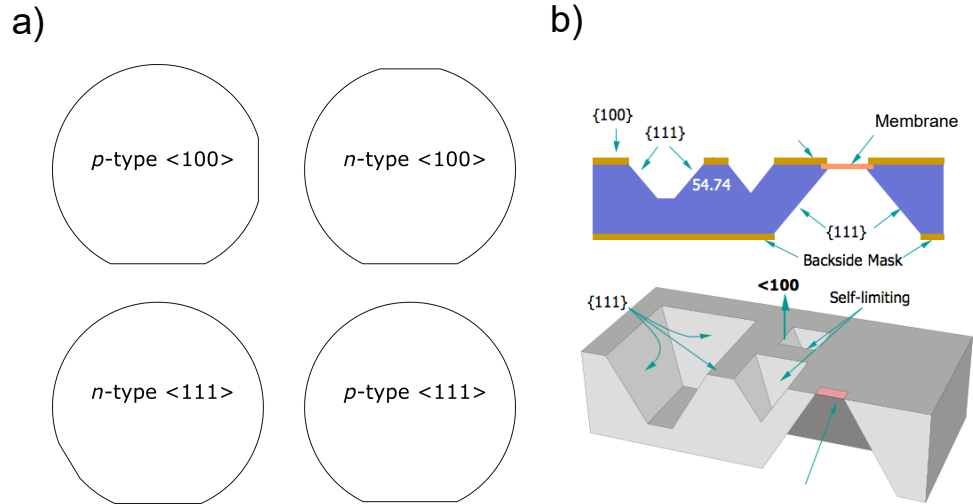 a)
p-type <100>
n-type <100>
n-type <111>
p-type <111>
b)
Membrane
{100}
{111}
54.74
{111}
Backside Mask
<100
Self-limiting
{111}